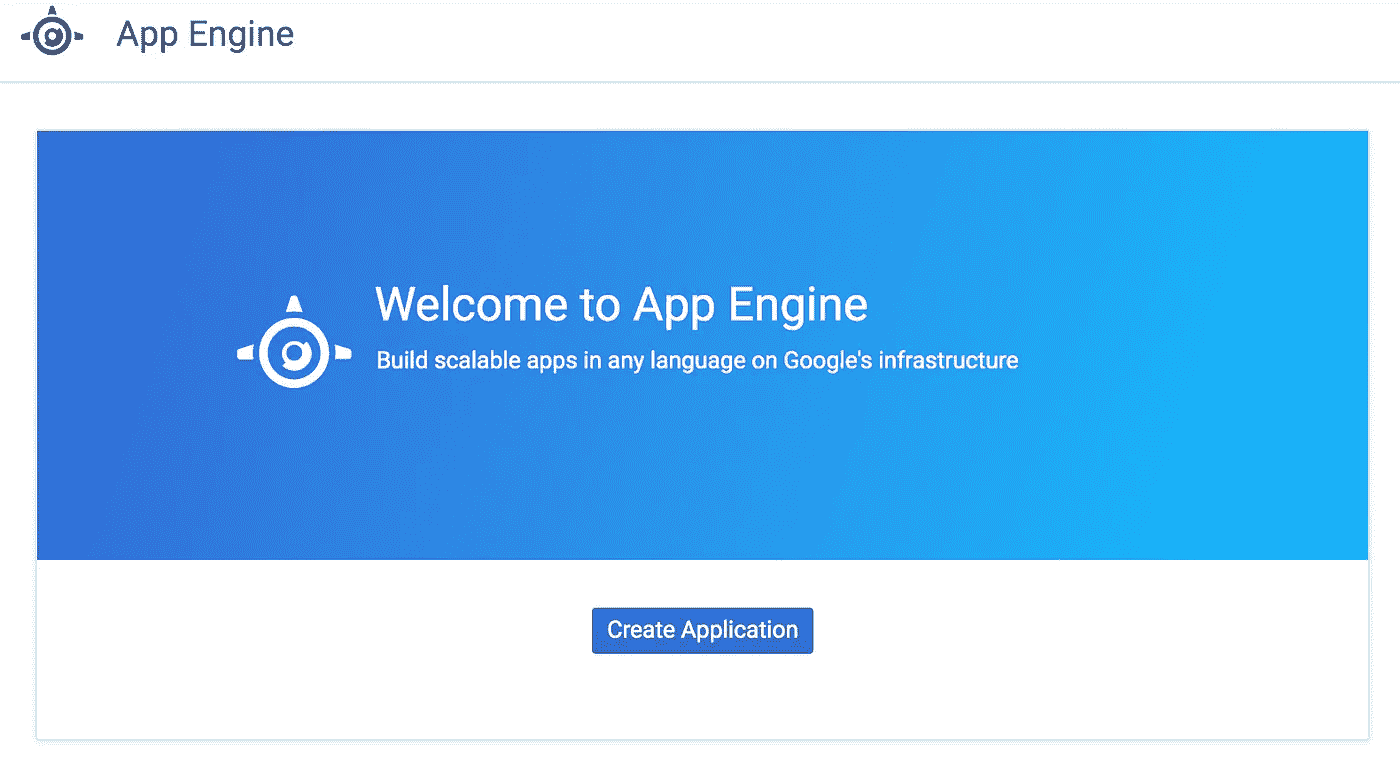 App Engine
Welcome to App Engine
Build scalable apps in any language on Google's infrastructure
Create Application